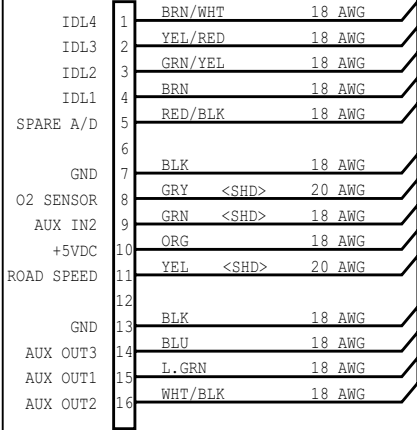 IDL4 1 BRN/WHT 18 AWG
IDL3 2 YEL/RED 18 AWG
IDL2 3 GRN/YEL 18 AWG
IDL1 4 BRN 18 AWG
SPARE A/D 5 RED/BLK 18 AWG
6
GND 7 BLK 18 AWG
O2 SENSOR 8 GRY <SHD> 20 AWG
AUX IN2 9 GRN <SHD> 18 AWG
+5VDC 10 ORG 18 AWG
ROAD SPEED 11 YEL <SHD> 20 AWG
12
GND 13 BLK 18 AWG
AUX OUT3 14 BLU 18 AWG
AUX OUT1 15 L.GRN 18 AWG
AUX OUT2 16 WHT/BLK 18 AWG